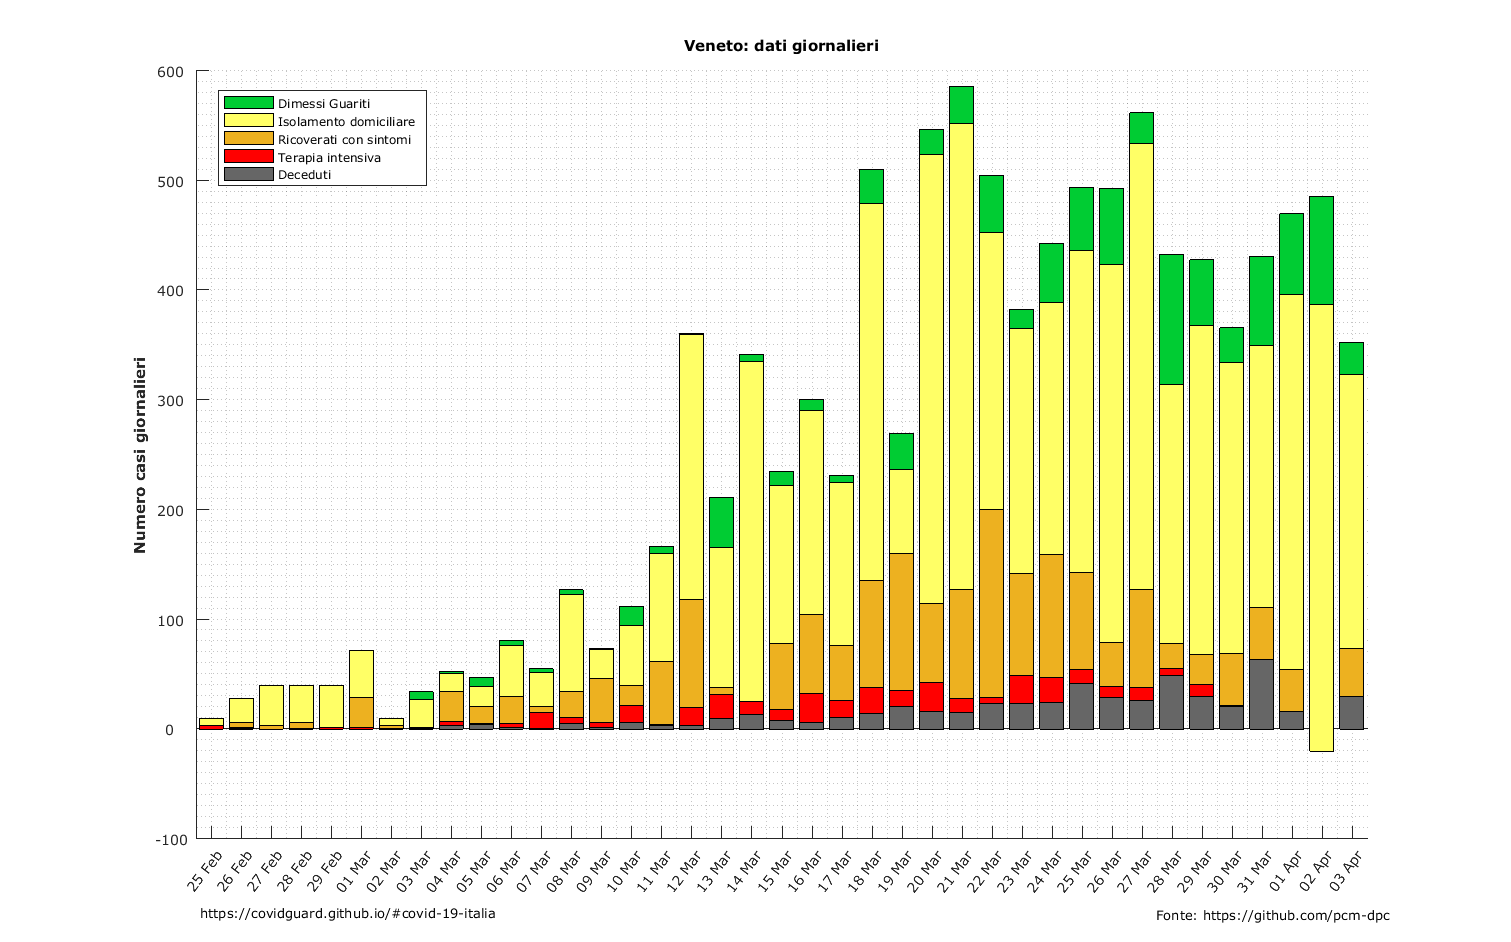 Veneto: dati giornalieri
600
500
400
300
200
100
0
-100
Numero casi giornalieri
Dimessi Guariti
Isolamento domiciliare
Ricoverati con sintomi
Terapia intensiva
Deceduti
25 Feb
26 Feb
27 Feb
28 Feb
29 Feb
01 Mar
02 Mar
03 Mar
04 Mar
05 Mar
06 Mar
07 Mar
08 Mar
09 Mar
10 Mar
11 Mar
12 Mar
13 Mar
14 Mar
15 Mar
16 Mar
17 Mar
18 Mar
19 Mar
20 Mar
21 Mar
22 Mar
23 Mar
24 Mar
25 Mar
26 Mar
27 Mar
28 Mar
29 Mar
30 Mar
31 Mar
01 Apr
02 Apr
03 Apr
https://covidguard.github.io/#covid-19-italia
Fonte: https://github.com/pcm-dpc